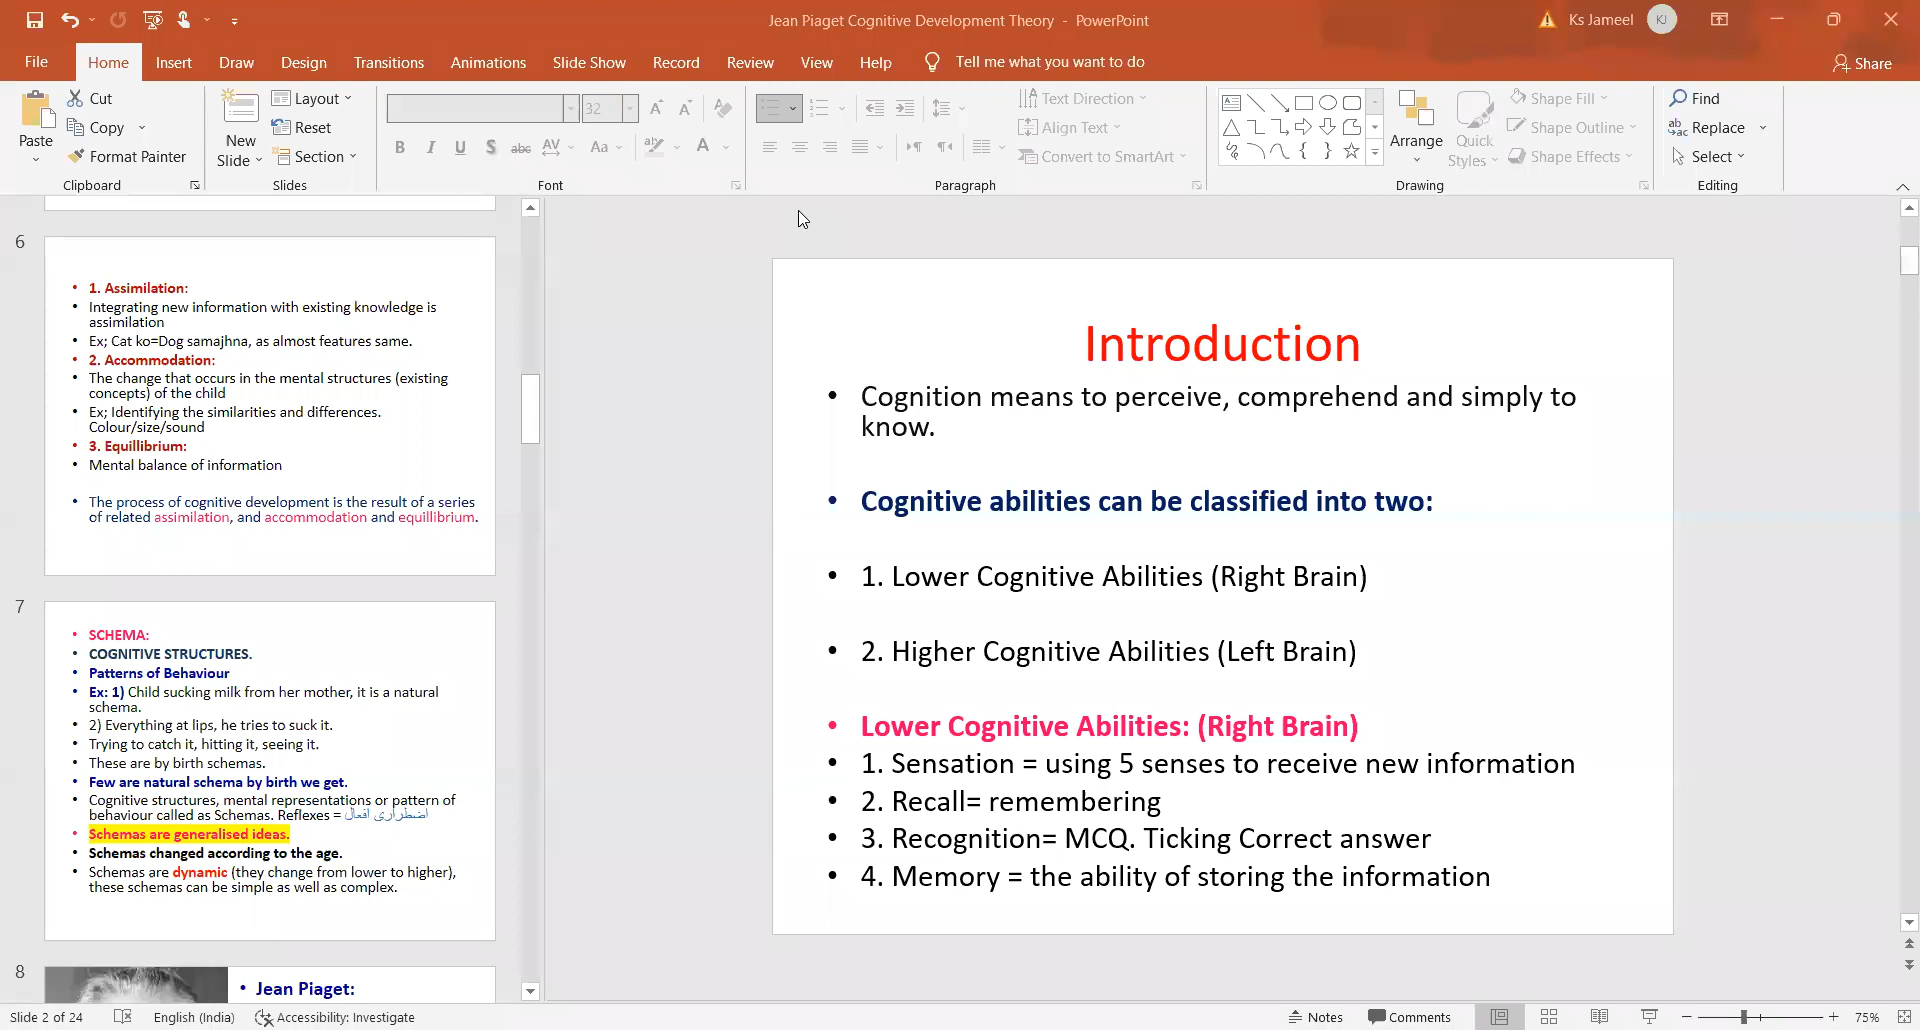 Jean Piaget Cognitive Development Theory - PowerPoint
Ks Jameel
KJ
File Home Insert Draw Design Transitions Animations Slide Show Record Review View Help Tell me what you want to do Share
Paste
Cut
Copy
Format Painter
Clipboard
New Slide
Layout
Reset
Section
Slides
32
B I U S abc AV Aa A
Font
Text Direction
Align Text
Convert to SmartArt
Paragraph
Arrange
Quick Styles
Shape Fill
Shape Outline
Shape Effects
Drawing
Find
Replace
Select
Editing
6
• 1. Assimilation:
• Integrating new information with existing knowledge is
assimilation
• Ex; Cat ko=Dog samajhna, as almost features same.
• 2. Accommodation:
• The change that occurs in the mental structures (existing
concepts) of the child
• Ex; Identifying the similarities and differences.
Colour/size/sound
• 3. Equillibrium:
• Mental balance of information
• The process of cognitive development is the result of a series
of related assimilation, and accommodation and equillibrium.
7
• SCHEMA:
• COGNITIVE STRUCTURES.
• Patterns of Behaviour
• Ex: 1) Child sucking milk from her mother, it is a natural
schema.
• 2) Everything at lips, he tries to suck it.
• Trying to catch it, hitting it, seeing it.
• These are by birth schemas.
• Few are natural schema by birth we get.
• Cognitive structures, mental representations or pattern of
behaviour called as Schemas. Reflexes = اضطراری افعال
• Schemas are generalised ideas.
• Schemas changed according to the age.
• Schemas are dynamic (they change from lower to higher),
these schemas can be simple as well as complex.
8
• Jean Piaget:
Introduction
• Cognition means to perceive, comprehend and simply to
know.
• Cognitive abilities can be classified into two:
• 1. Lower Cognitive Abilities (Right Brain)
• 2. Higher Cognitive Abilities (Left Brain)
• Lower Cognitive Abilities: (Right Brain)
• 1. Sensation = using 5 senses to receive new information
• 2. Recall= remembering
• 3. Recognition= MCQ. Ticking Correct answer
• 4. Memory = the ability of storing the information
Slide 2 of 24 English (India) Accessibility: Investigate Notes Comments 75%